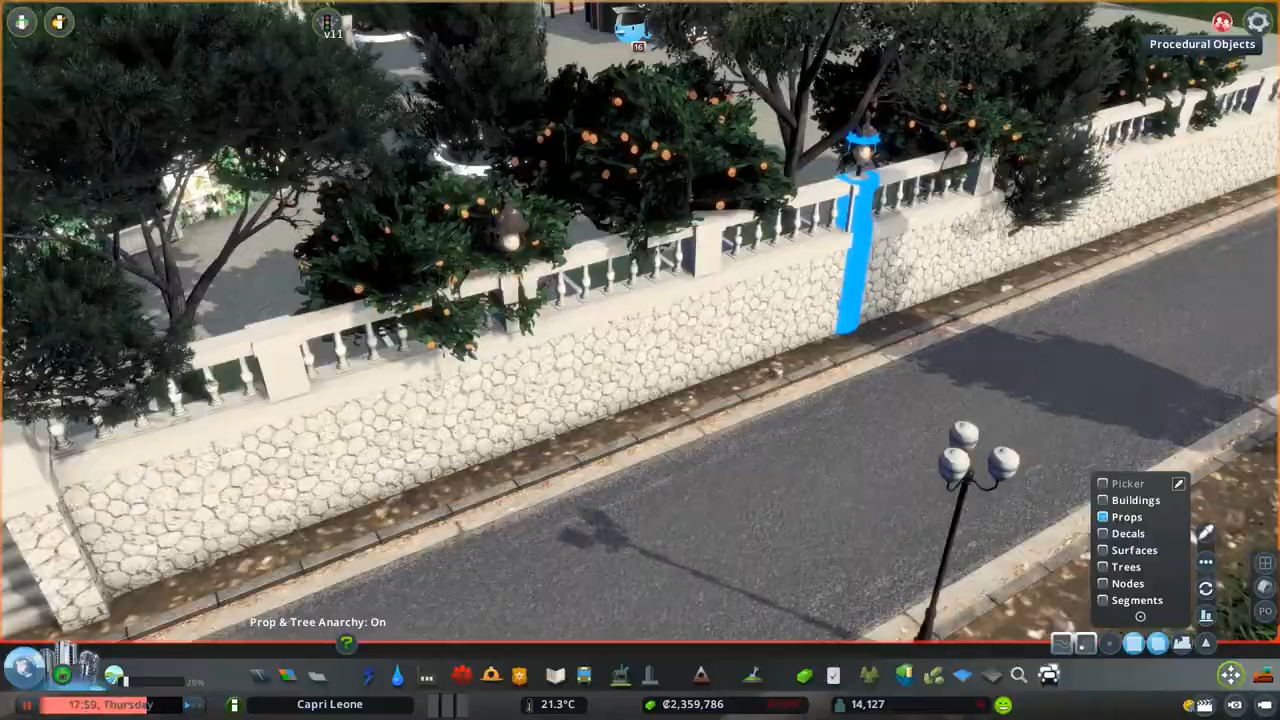 v11
16
Procedural Objects
Picker
Buildings
Props
Decals
Surfaces
Trees
Nodes
Segments
PO
Prop & Tree Anarchy: On
?
20%
17:59, Thursday
Capri Leone
21.3°C
₡2,359,786
14,127